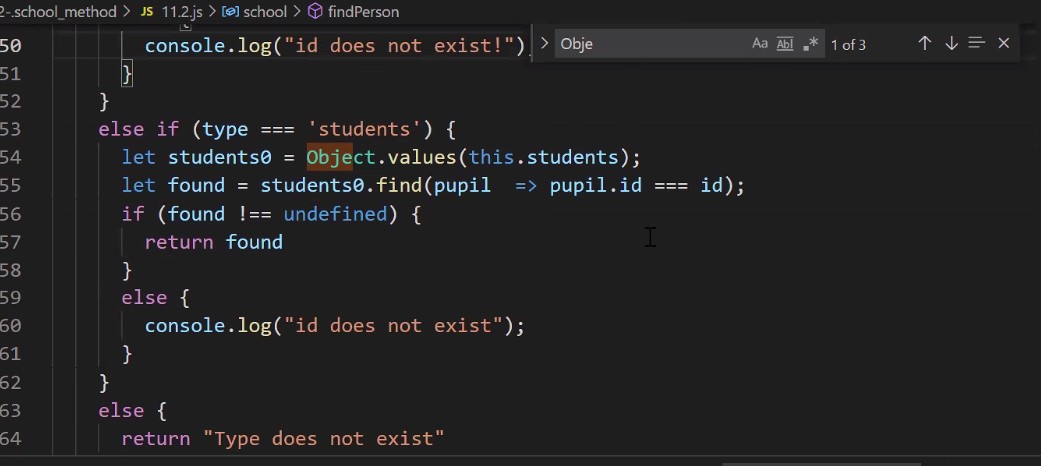 2-.school_method > JS 11.2.js > school > findPerson
Obje Aa Abl .* 1 of 3
50 console.log("id does not exist!")
51 }
52 }
53 else if (type === 'students') {
54 let students0 = Object.values(this.students);
55 let found = students0.find(pupil => pupil.id === id);
56 if (found !== undefined) {
57 return found
58 }
59 else {
60 console.log("id does not exist");
61 }
62 }
63 else {
64 return "Type does not exist"